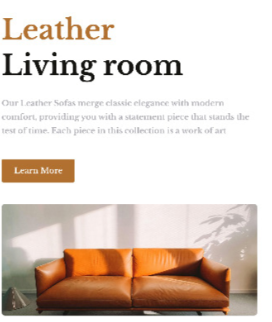 Leather
Living room
Our Leather Sofas merge classic elegance with modern
comfort, providing you with a statement piece that stands the
test of time. Each piece in this collection is a work of art
Learn More